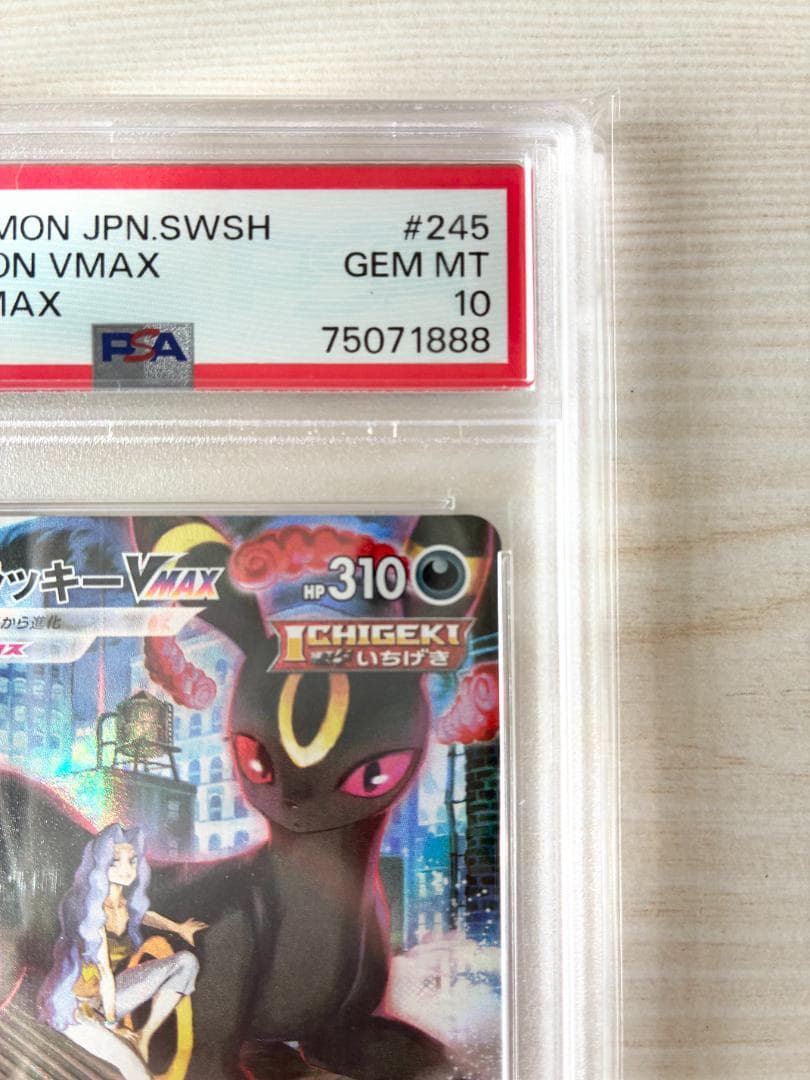 MON JPN.SWSH #245
ON VMAX GEM MT
MAX 10
PSA 75071888
ッキーVMAX HP310
から進化
ICHIGEKI
いちげき